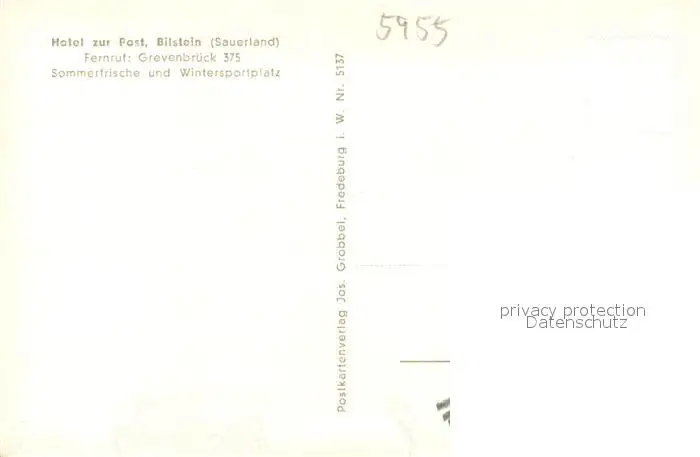 5955
Hotel zur Post, Bilstein (Sauerland)
Fernruf: Grevenbrück 375
Sommerfrische und Wintersportplatz
Postkartenverlag Jos. Grobbel, Fredeburg i. W. Nr. 5137
privacy protection
Datenschutz